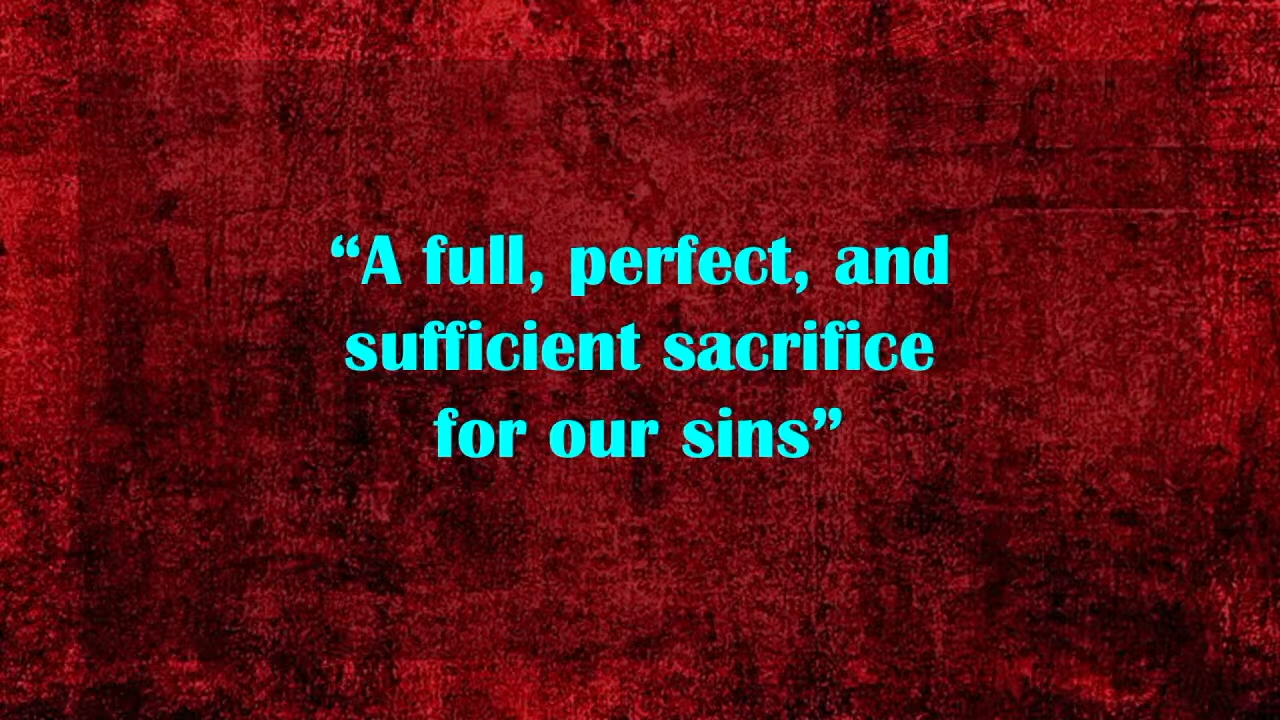 “A full, perfect, and
sufficient sacrifice
for our sins”